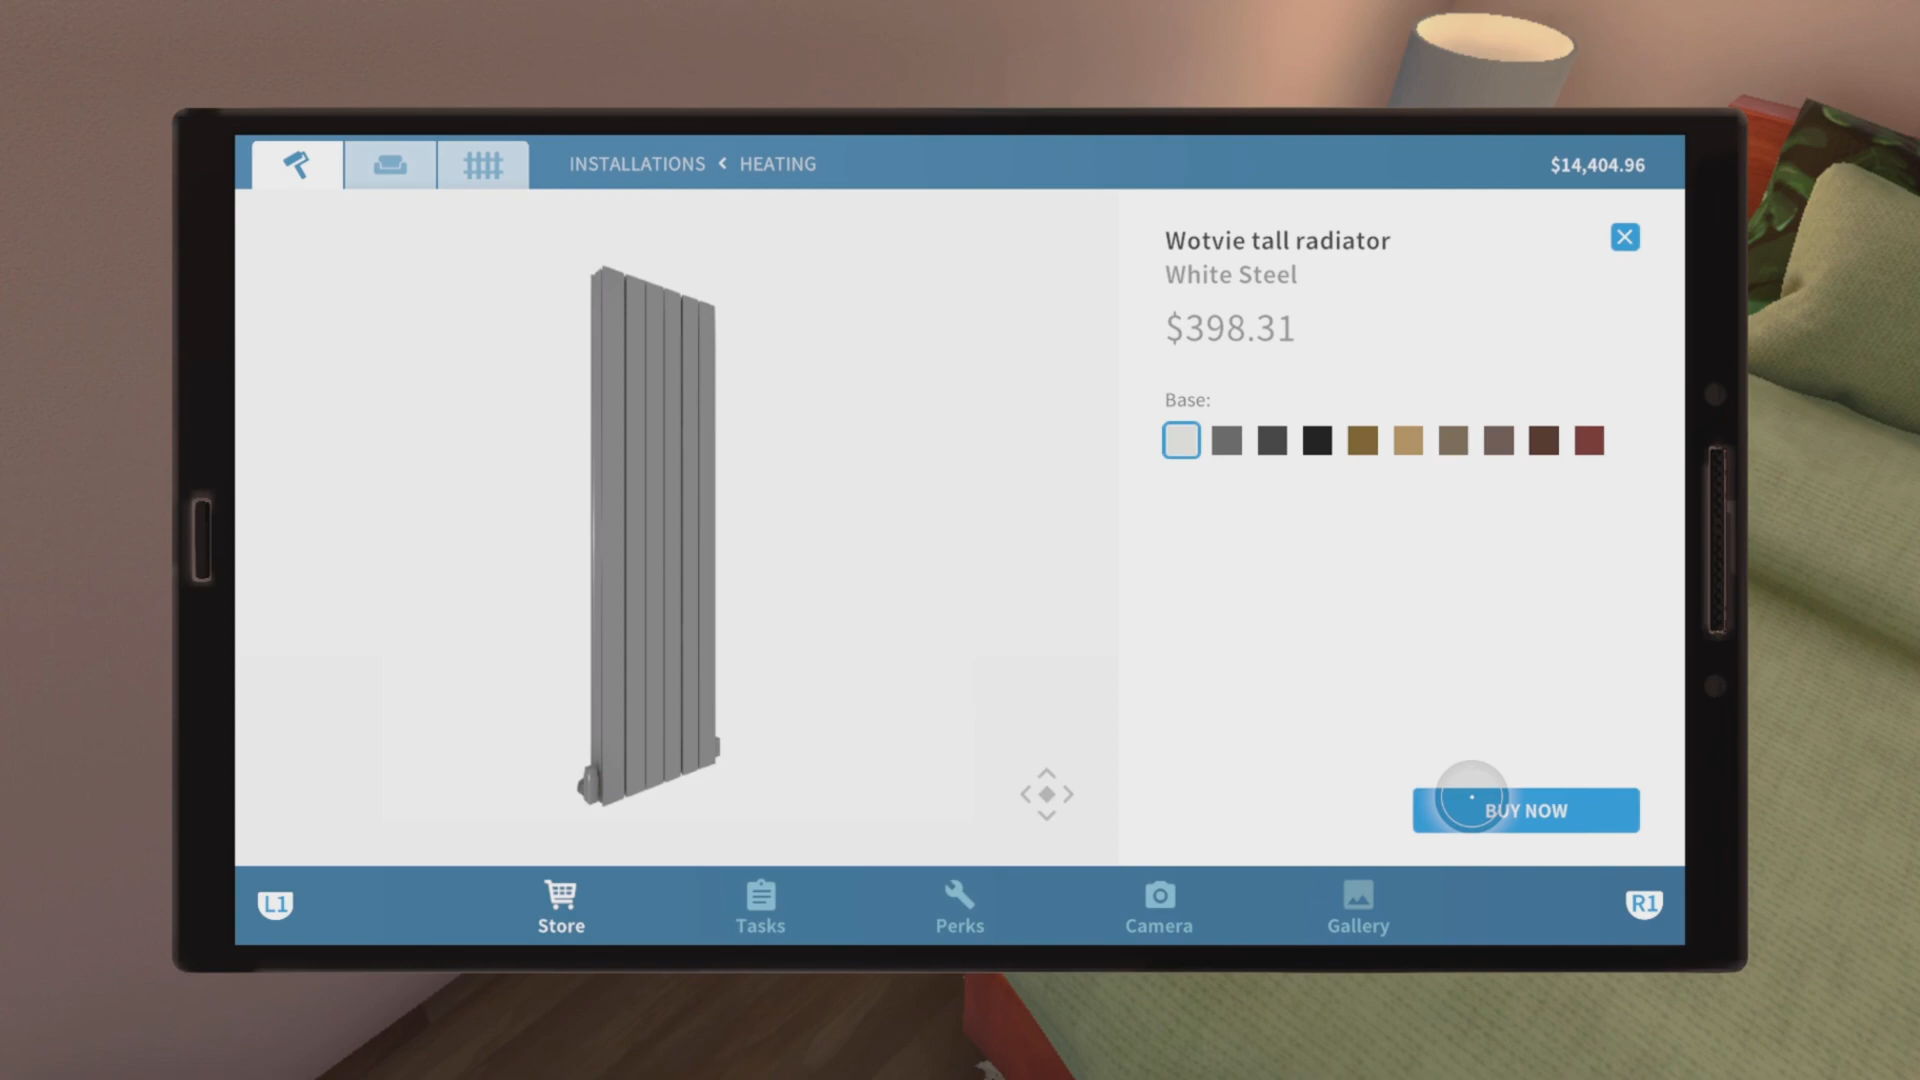 INSTALLATIONS < HEATING
$14,404.96
Wotvie tall radiator
White Steel
$398.31
Base:
BUY NOW
L1
Store
Tasks
Perks
Camera
Gallery
R1